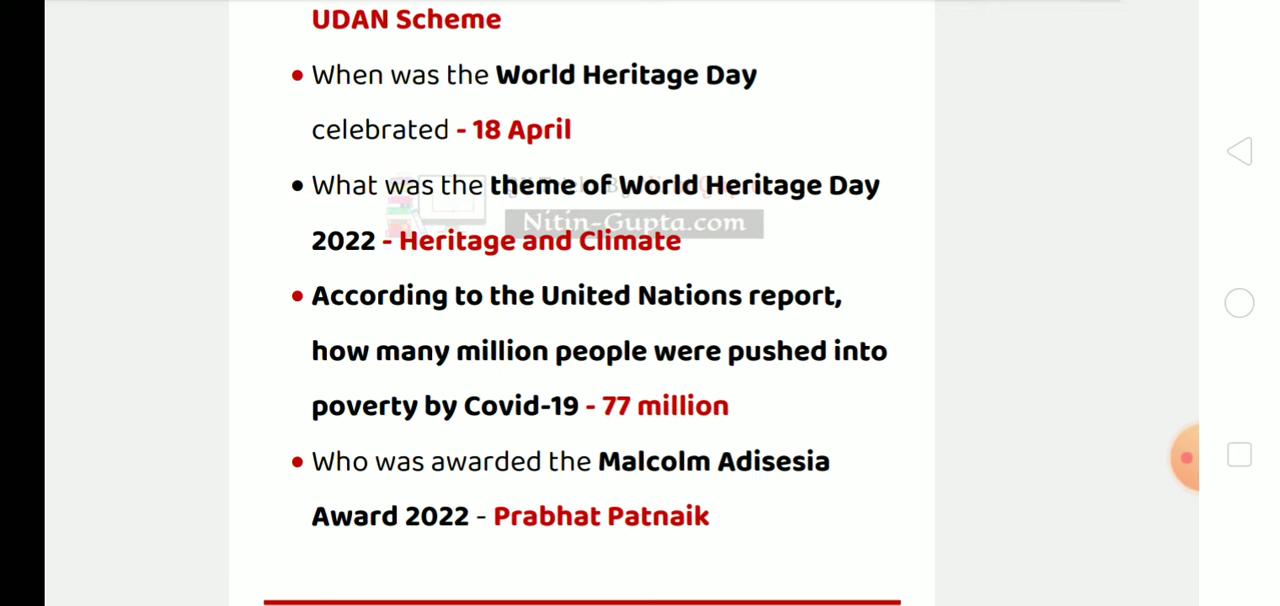 UDAN Scheme
• When was the World Heritage Day
celebrated - 18 April
• What was the theme of World Heritage Day
Nitin-Gupta.com
2022 - Heritage and Climate
• According to the United Nations report,
how many million people were pushed into
poverty by Covid-19 - 77 million
• Who was awarded the Malcolm Adisesia
Award 2022 - Prabhat Patnaik